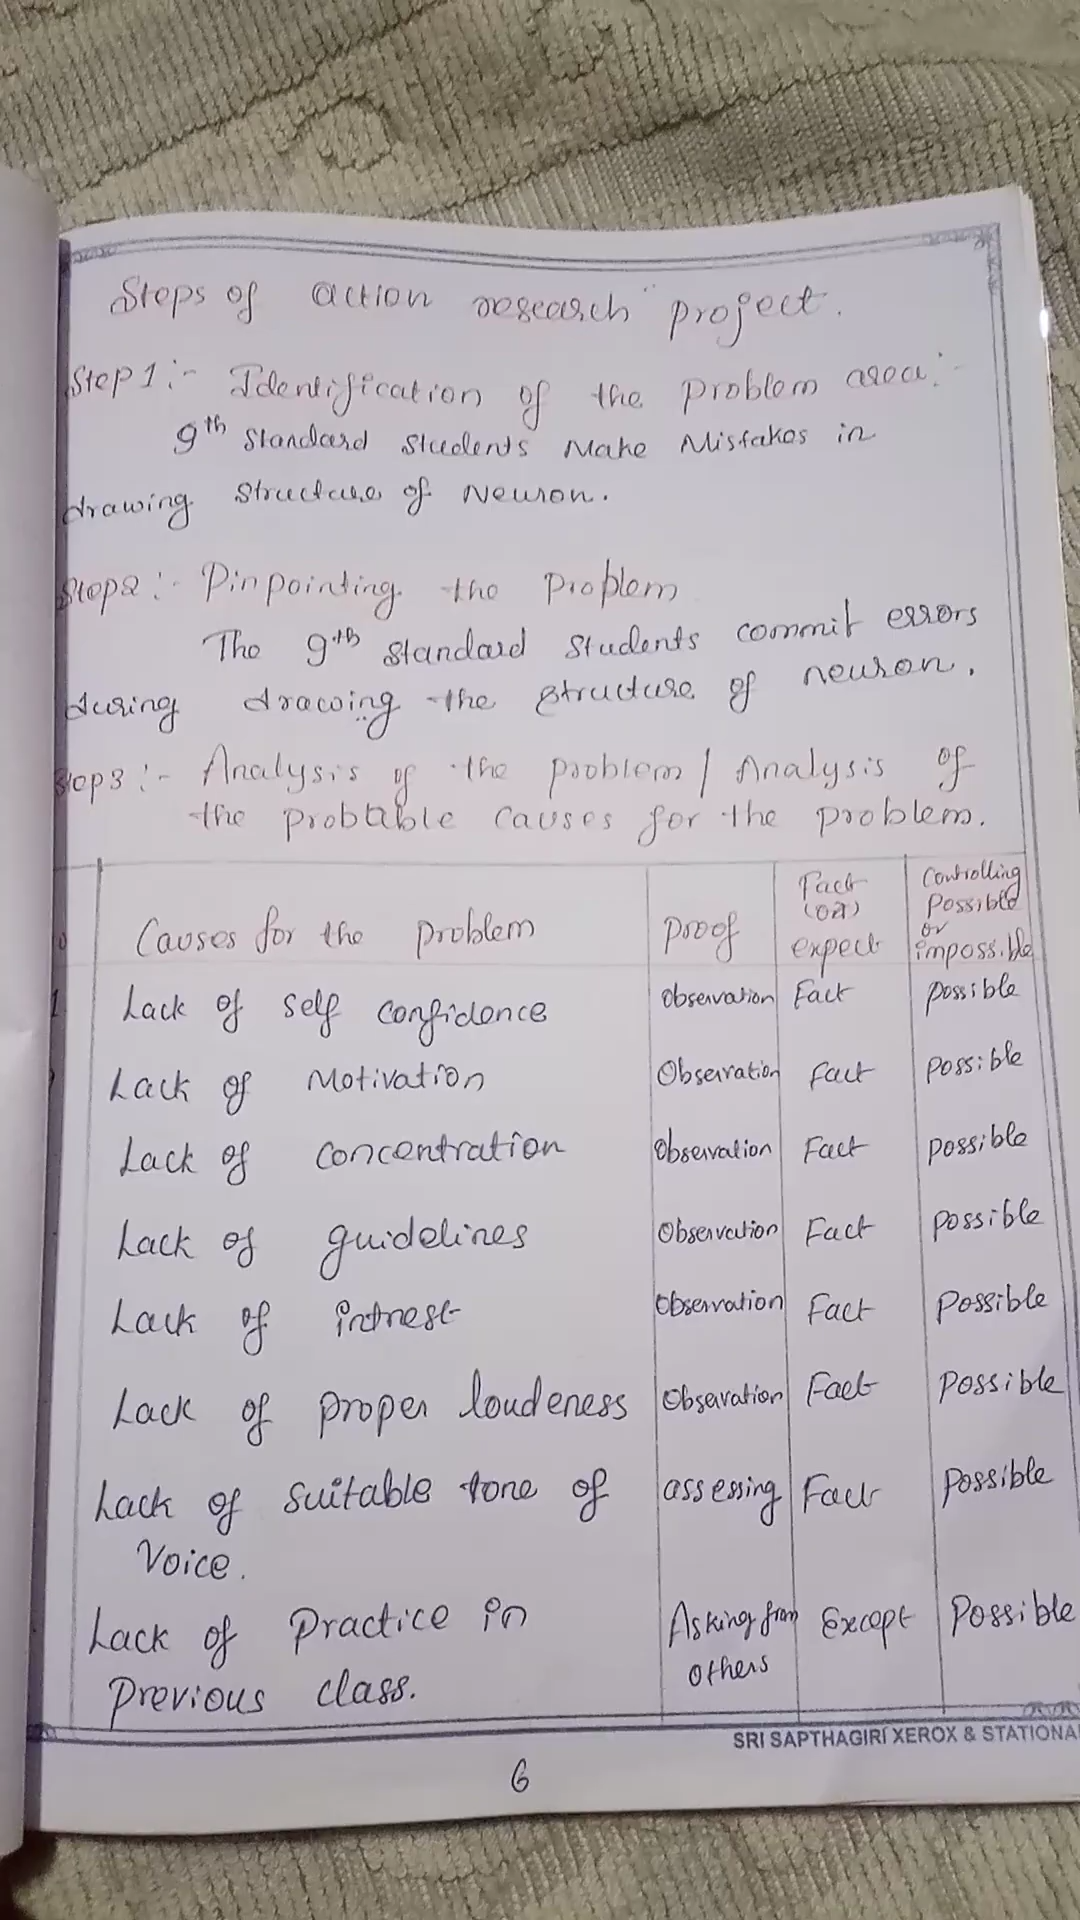 Steps of action research project.
Step 1:- Identification of the problem area:-
9th standard students Make Mistakes in
drawing structure of Neuron.
Step2:- Pinpointing the Problem
The 9th standard students commit errors
during drawing the structure of neuron.
Step3:- Analysis of the problem / Analysis of
the probtible causes for the problem.
Causes for the problem Proof Fact (or) expect Controlling Possible or impossible
1 Lack of self confidence Observation Fact possible
Lack of Motivation Observation Fact possible
Lack of concentration Observation Fact possible
Lack of guidelines Observation Fact possible
Lack of intrest Observation Fact possible
Lack of proper loudeness Observation Fact possible
Lack of suitable tone of assessing Fact possible
Voice.
Lack of Practice in Asking from Except Possible
Previous class. others
SRI SAPTHAGIRI XEROX & STATIONA
6